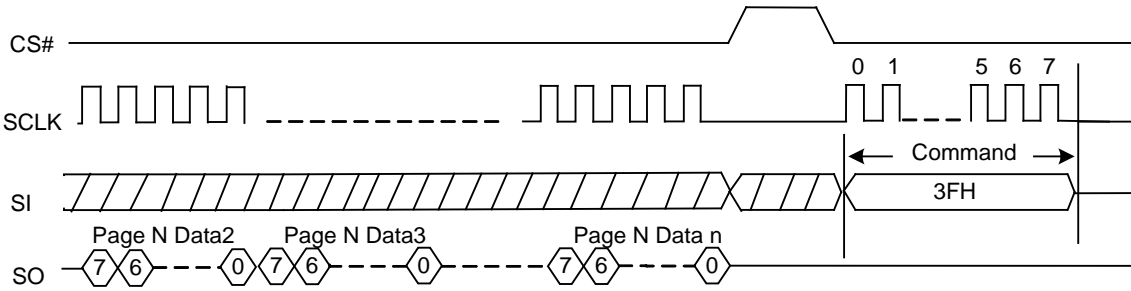 CS#
0 1 5 6 7
SCLK
Command
SI
3FH
Page N Data2 Page N Data3 Page N Data n
SO
7 6 0 7 6 0 7 6 0